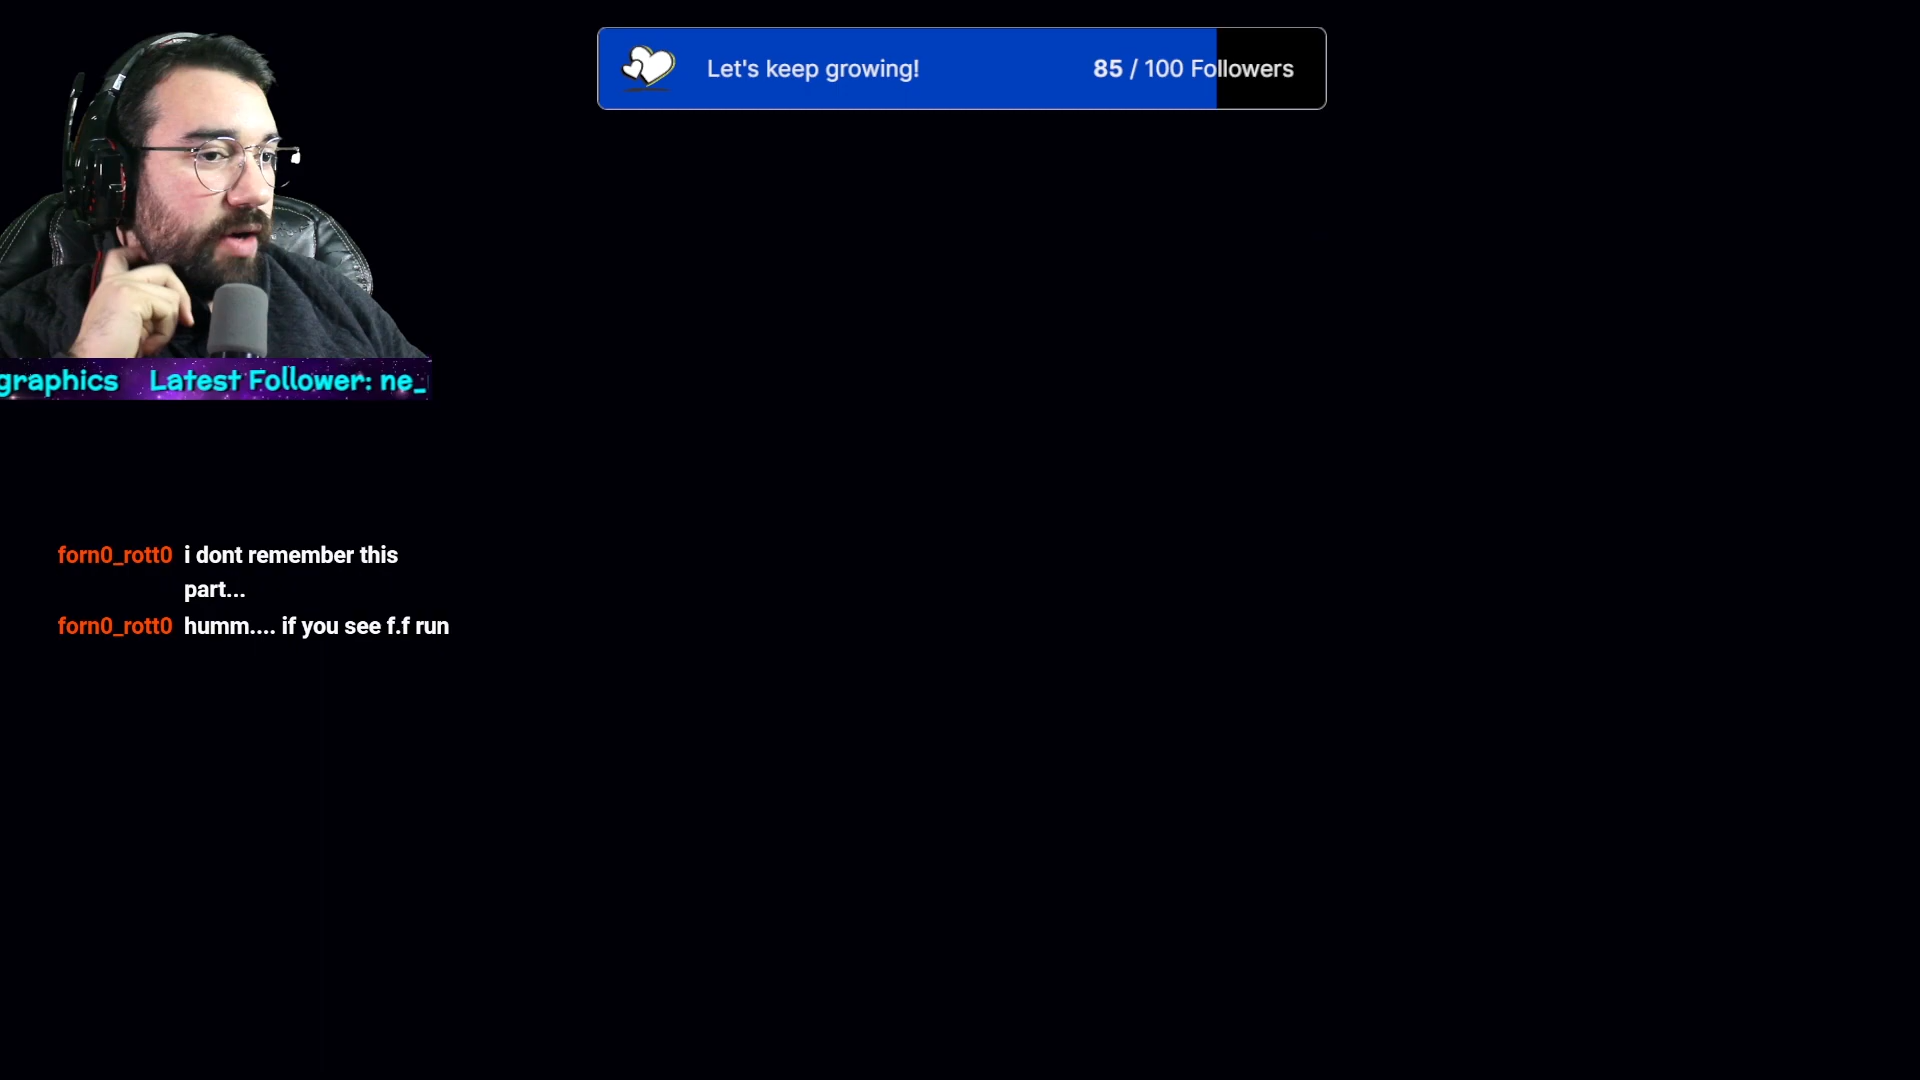 Let's keep growing!
85 / 100 Followers
graphics Latest Follower: ne_
forn0_rott0 i dont remember this
part...
forn0_rott0 humm.... if you see f.f run